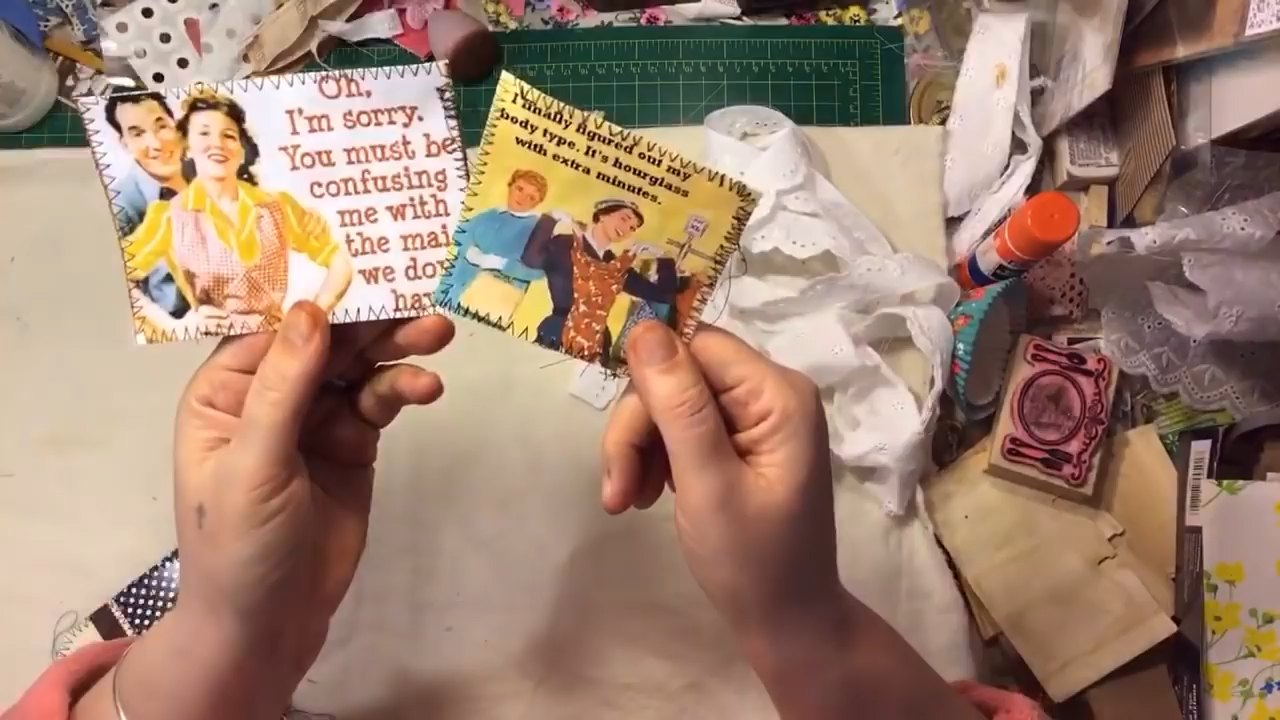 Oh,
I'm sorry.
You must be
confusing
me with
the mai
we do
hav
I finally figured out my
body type. It's hourglass
with extra minutes.